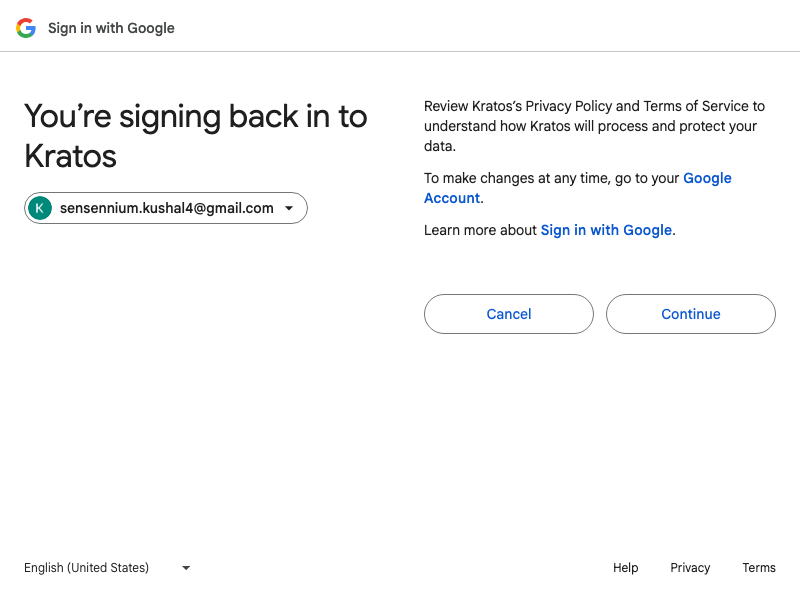 Sign in with Google
You’re signing back in to
Kratos
K
sensennium.kushal4@gmail.com
Review Kratos’s Privacy Policy and Terms of Service to
understand how Kratos will process and protect your
data.
To make changes at any time, go to your Google
Account.
Learn more about Sign in with Google.
Cancel
Continue
English (United States)
Help
Privacy
Terms